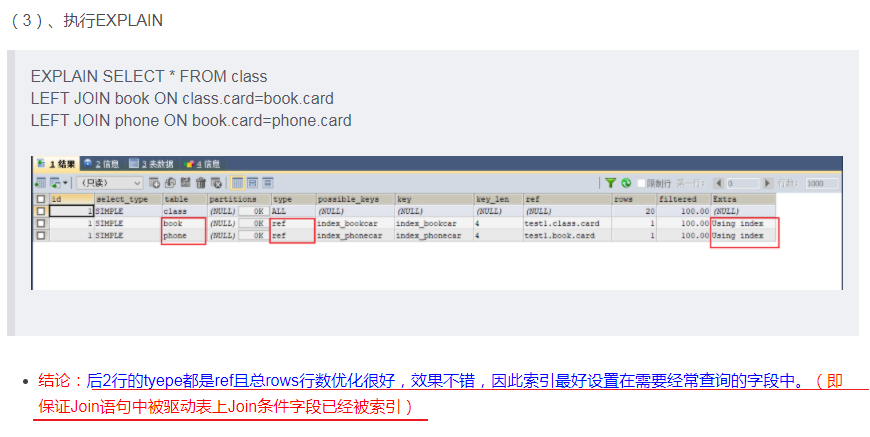 （3）、执行EXPLAIN
EXPLAIN SELECT * FROM class
LEFT JOIN book ON class.card=book.card
LEFT JOIN phone ON book.card=phone.card
1 结果 2 信息 3 表数据 4 信息
（只读） 限制行 第一行: 0 行数: 1000
id select_type table partitions type possible_keys key key_len ref rows filtered Extra
1 SIMPLE class (NULL) 0K ALL (NULL) (NULL) (NULL) (NULL) 20 100.00 (NULL)
1 SIMPLE book (NULL) 0K ref index_bookcar index_bookcar 4 test1.class.card 1 100.00 Using index
1 SIMPLE phone (NULL) 0K ref index_phonecar index_phonecar 4 test1.book.card 1 100.00 Using index
结论：后2行的tyepe都是ref且总rows行数优化很好，效果不错，因此索引最好设置在需要经常查询的字段中。（即
保证Join语句中被驱动表上Join条件字段已经被索引）